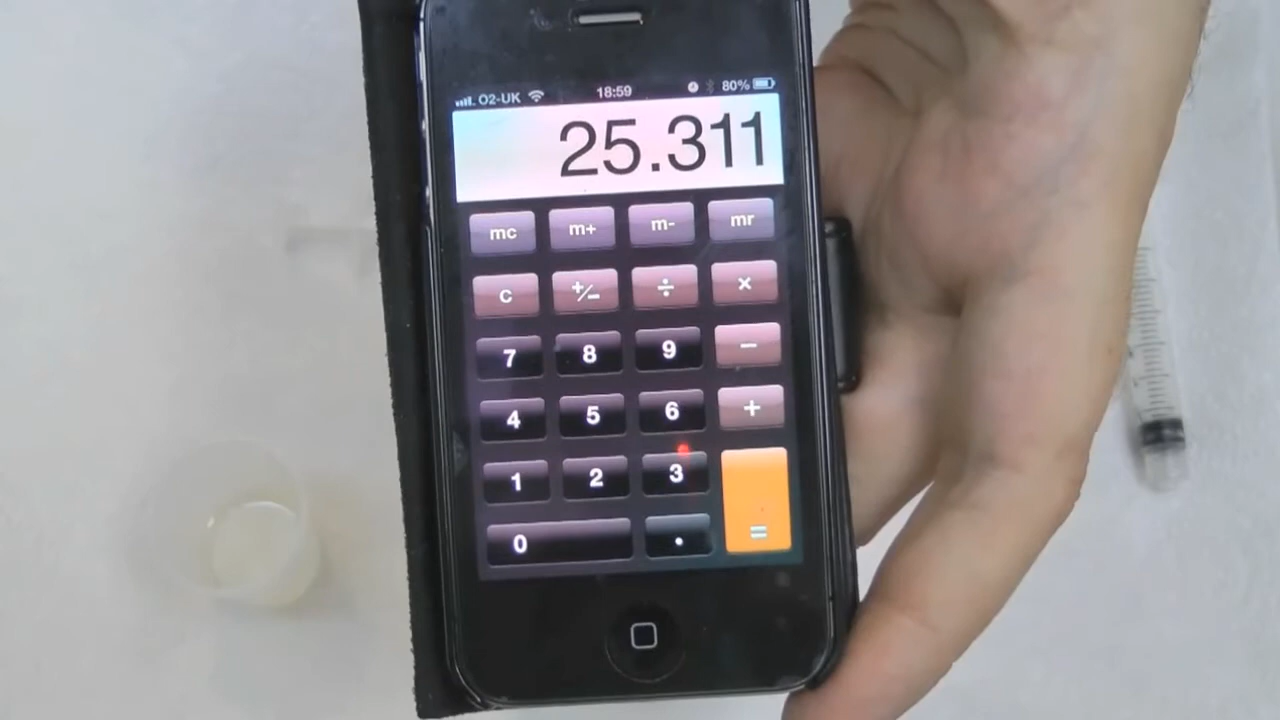 O2-UK 18:59 80%
25.311
mc m+ m- mr
c +/− ÷ ×
7 8 9 −
4 5 6 +
1 2 3
0 . =